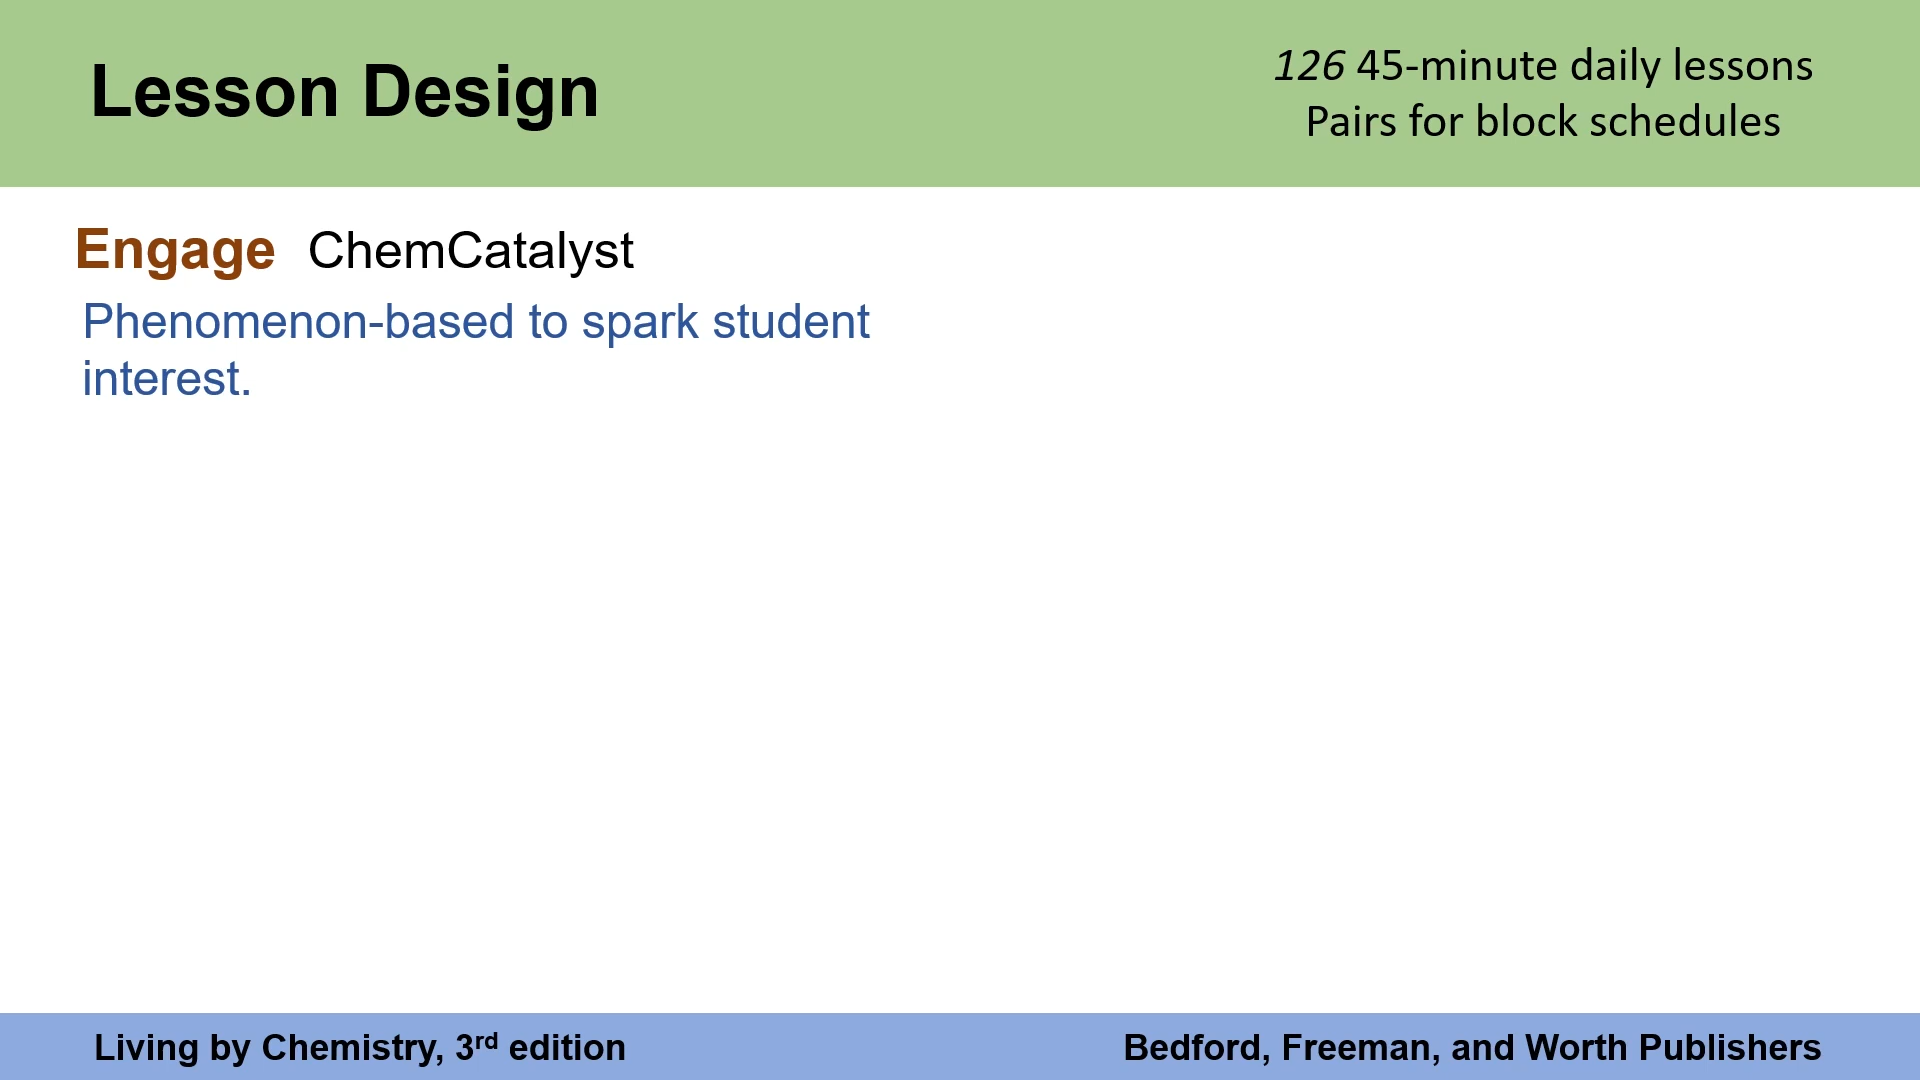 Lesson Design
126 45-minute daily lessons
Pairs for block schedules
Engage ChemCatalyst
Phenomenon-based to spark student
interest.
Living by Chemistry, 3rd edition
Bedford, Freeman, and Worth Publishers